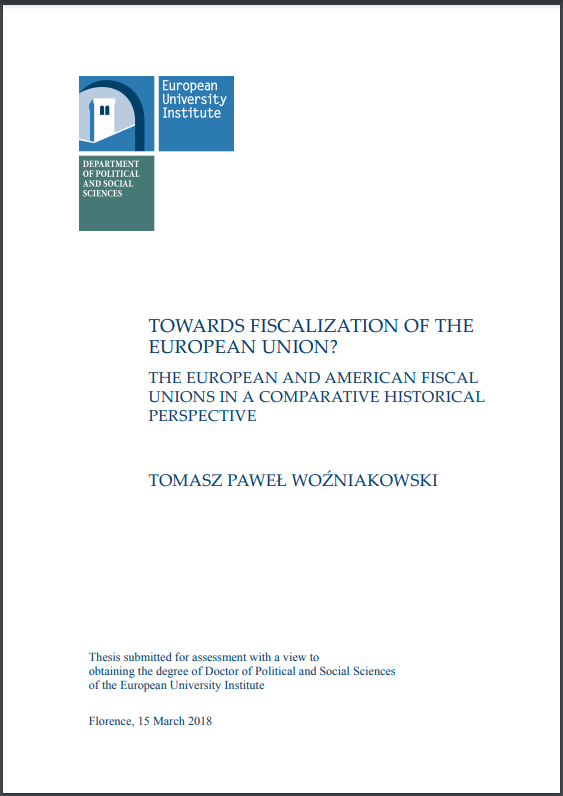 European
University
Institute
DEPARTMENT
OF POLITICAL
AND SOCIAL
SCIENCES
TOWARDS FISCALIZATION OF THE
EUROPEAN UNION?
THE EUROPEAN AND AMERICAN FISCAL
UNIONS IN A COMPARATIVE HISTORICAL
PERSPECTIVE
TOMASZ PAWEŁ WOŹNIAKOWSKI
Thesis submitted for assessment with a view to
obtaining the degree of Doctor of Political and Social Sciences
of the European University Institute
Florence, 15 March 2018